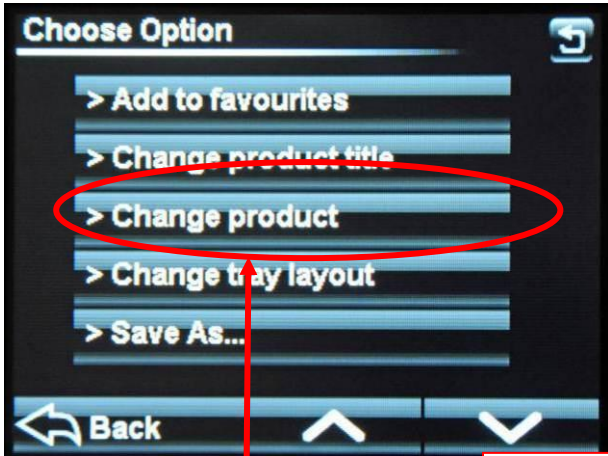 Choose Option
> Add to favourites
> Change product title
> Change product
> Change tray layout
> Save As...
Back